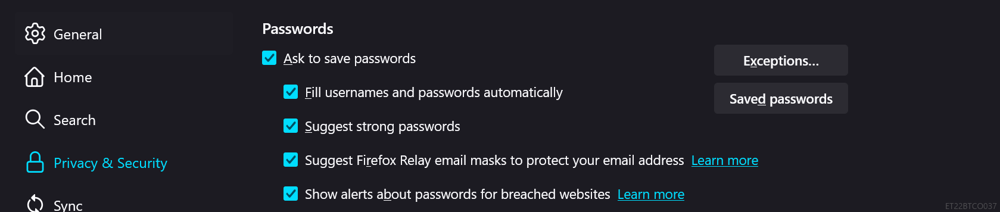 General
Home
Search
Privacy & Security
Sync
Passwords
Ask to save passwords
Exceptions...
Fill usernames and passwords automatically
Saved passwords
Suggest strong passwords
Suggest Firefox Relay email masks to protect your email address Learn more
Show alerts about passwords for breached websites Learn more
ET22BTCO037